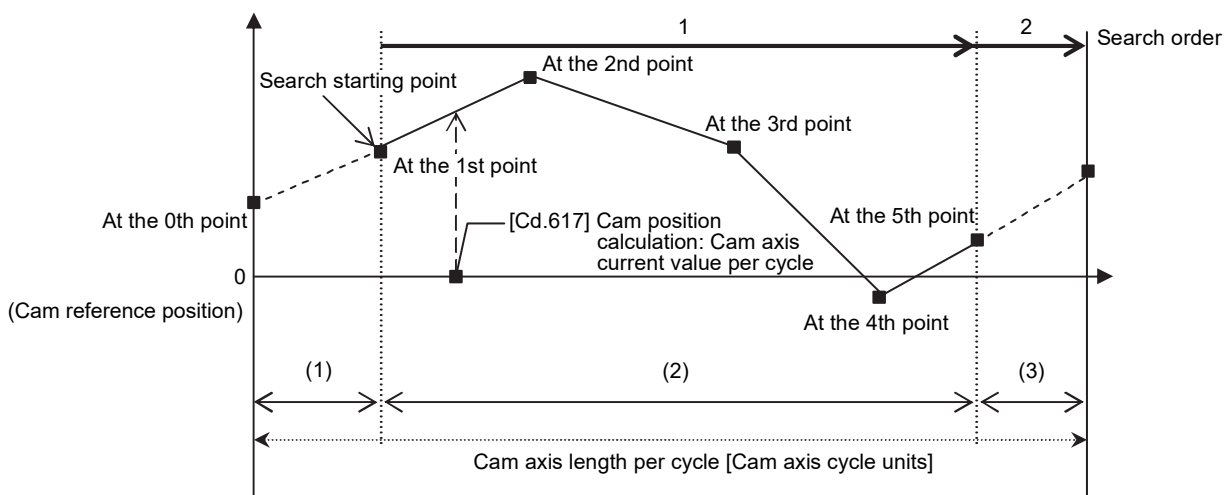 1
2
Search order
At the 2nd point
Search starting point
At the 3rd point
At the 1st point
At the 0th point
At the 5th point
[Cd.617] Cam position
calculation: Cam axis
current value per cycle
0
(Cam reference position)
At the 4th point
(1)
(2)
(3)
Cam axis length per cycle [Cam axis cycle units]